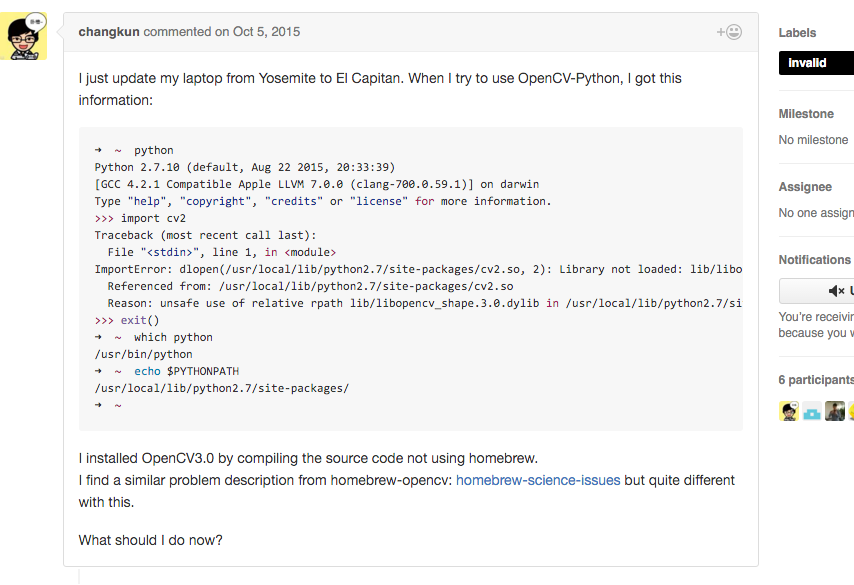 changkun commented on Oct 5, 2015
I just update my laptop from Yosemite to El Capitan. When I try to use OpenCV-Python, I got this
information:
➜ ~ python
Python 2.7.10 (default, Aug 22 2015, 20:33:39)
[GCC 4.2.1 Compatible Apple LLVM 7.0.0 (clang-700.0.59.1)] on darwin
Type "help", "copyright", "credits" or "license" for more information.
>>> import cv2
Traceback (most recent call last):
File "<stdin>", line 1, in <module>
ImportError: dlopen(/usr/local/lib/python2.7/site-packages/cv2.so, 2): Library not loaded: lib/libo
Referenced from: /usr/local/lib/python2.7/site-packages/cv2.so
Reason: unsafe use of relative rpath lib/libopencv_shape.3.0.dylib in /usr/local/lib/python2.7/si
>>> exit()
➜ ~ which python
/usr/bin/python
➜ ~ echo $PYTHONPATH
/usr/local/lib/python2.7/site-packages/
➜ ~
I installed OpenCV3.0 by compiling the source code not using homebrew.
I find a similar problem description from homebrew-opencv: homebrew-science-issues but quite different
with this.
What should I do now?
Labels
Invalid
Milestone
No milestone
Assignee
No one assign
Notifications
You're receivin
because you w
6 participants